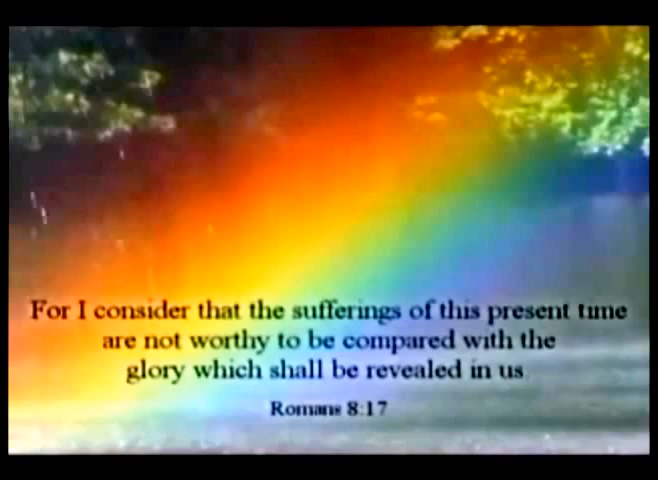 For I consider that the sufferings of this present time
are not worthy to be compared with the
glory which shall be revealed in us
Romans 8:17